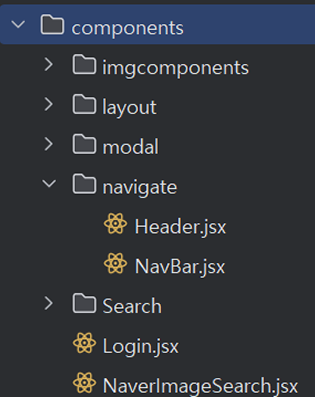 components
imgcomponents
layout
modal
navigate
Header.jsx
NavBar.jsx
Search
Login.jsx
NaverImageSearch.jsx